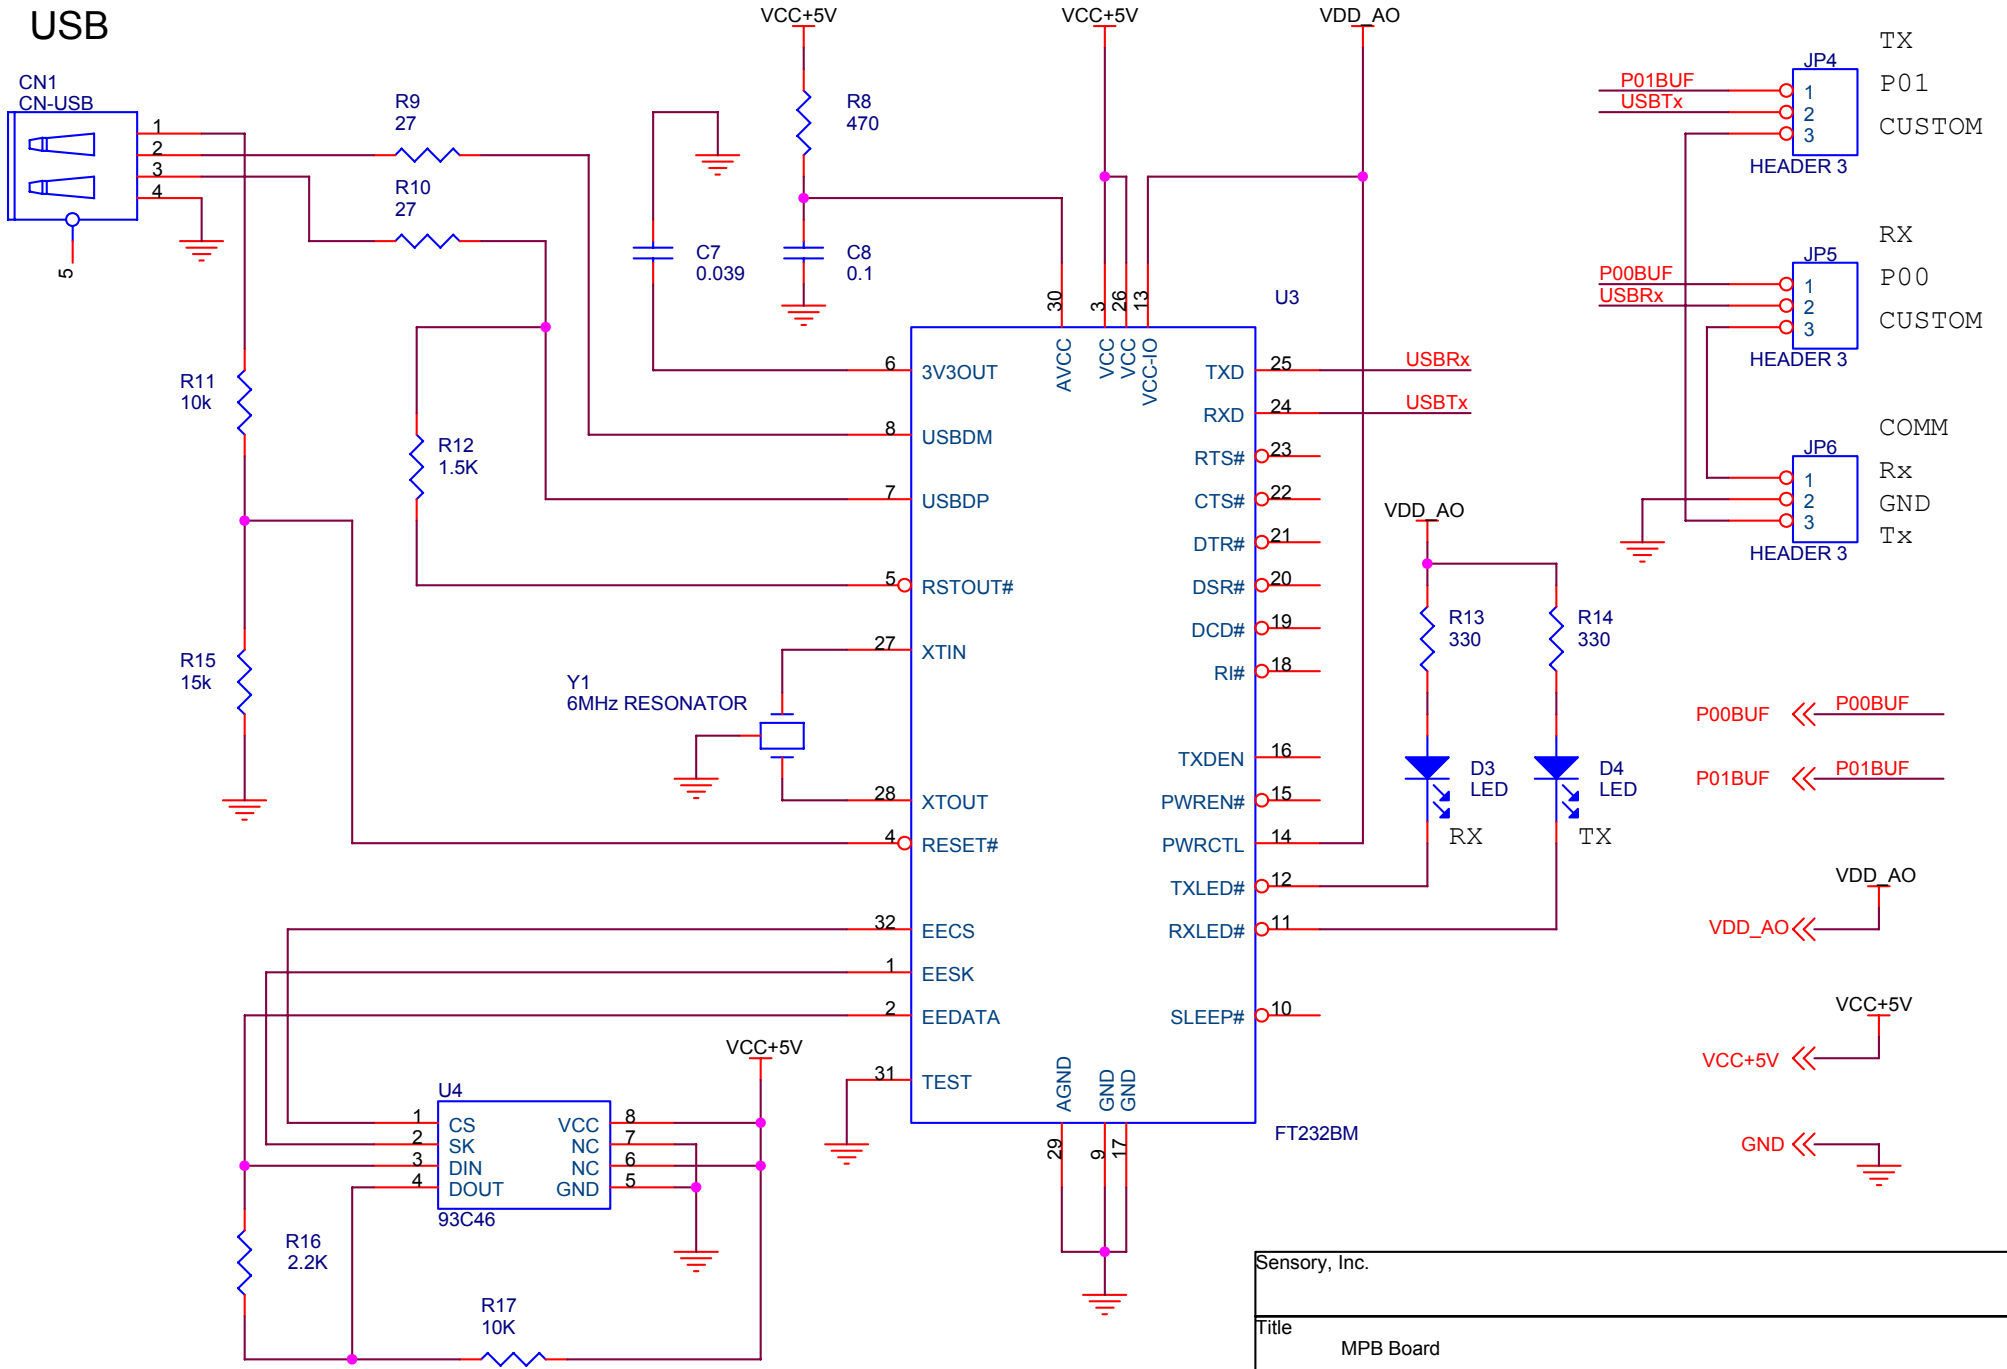 USB
VCC+5V
VCC+5V
VDD_AO
CN1
CN-USB
1
2
3
4
5
R9
27
R10
27
R8
470
C7
0.039
C8
0.1
R11
10k
R12
1.5K
R15
15k
Y1
6MHz RESONATOR
U3
30
3
26
13
AVCC
VCC
VCC
VCC-IO
6
3V3OUT
8
USBDM
7
USBDP
5
RSTOUT#
27
XTIN
28
XTOUT
4
RESET#
32
EECS
1
EESK
2
EEDATA
31
TEST
TXD
25
USBRx
RXD
24
USBTx
RTS#
23
CTS#
22
DTR#
21
DSR#
20
DCD#
19
RI#
18
TXDEN
16
PWREN#
15
PWRCTL
14
TXLED#
12
RXLED#
11
SLEEP#
10
AGND
GND
GND
29
9
17
FT232BM
VDD_AO
R13
330
R14
330
D3
LED
RX
D4
LED
TX
TX
JP4
P01BUF
USBTx
1
2
3
P01
CUSTOM
HEADER 3
RX
JP5
P00BUF
USBRx
1
2
3
P00
CUSTOM
HEADER 3
COMM
JP6
1
2
3
Rx
GND
Tx
HEADER 3
P00BUF
P00BUF
P01BUF
P01BUF
VDD_AO
VDD_AO
VCC+5V
VCC+5V
GND
VCC+5V
U4
1
CS
2
SK
3
DIN
4
DOUT
VCC
8
NC
7
NC
6
GND
5
93C46
R16
2.2K
R17
10K
Sensory, Inc.
Title
MPB Board